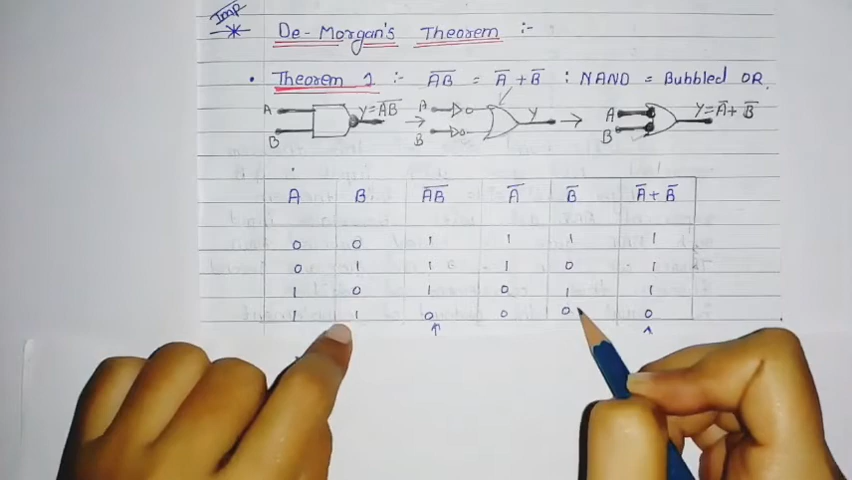 Imp
* De-Morgan's Theorem :-
• Theorem 1 :- A̅B̅ = A̅ + B̅ : NAND = Bubbled OR.
A B Y=A̅B̅ → A B Y → A B Y=A̅+B̅
A B A̅B̅ A̅ B̅ A̅+B̅
0 0 1 1 1 1
0 1 1 1 0 1
1 0 1 0 1 1
1 1 0 0 0 0